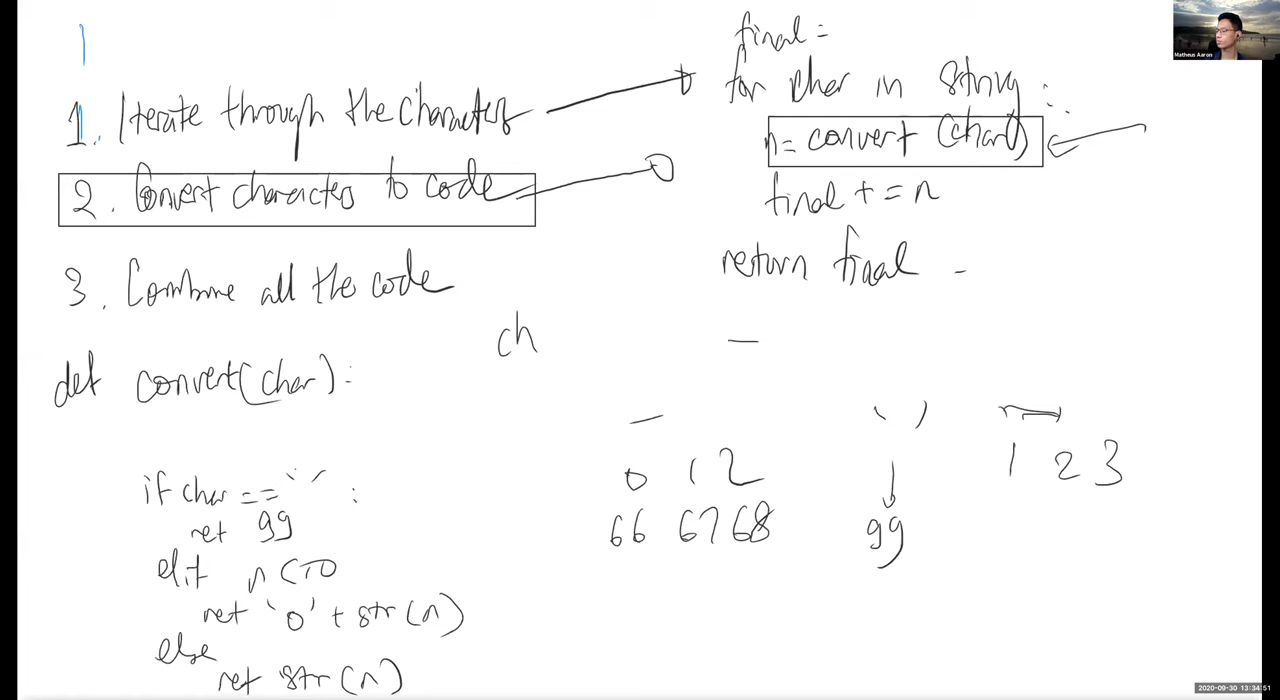 1. Iterate through the characters
2. Convert characters to code
3. Combine all the code
final =
for char in string:
n = convert (char)
final += n
return final
ch
def convert(char):
if char == ' ':
ret 99
elif n < 10
ret '0' + str(n)
else
ret str(n)
0 1 2
66 67 68
' '
99
1 2 3
Matheus Aaron
2020-09-30 13:34:51